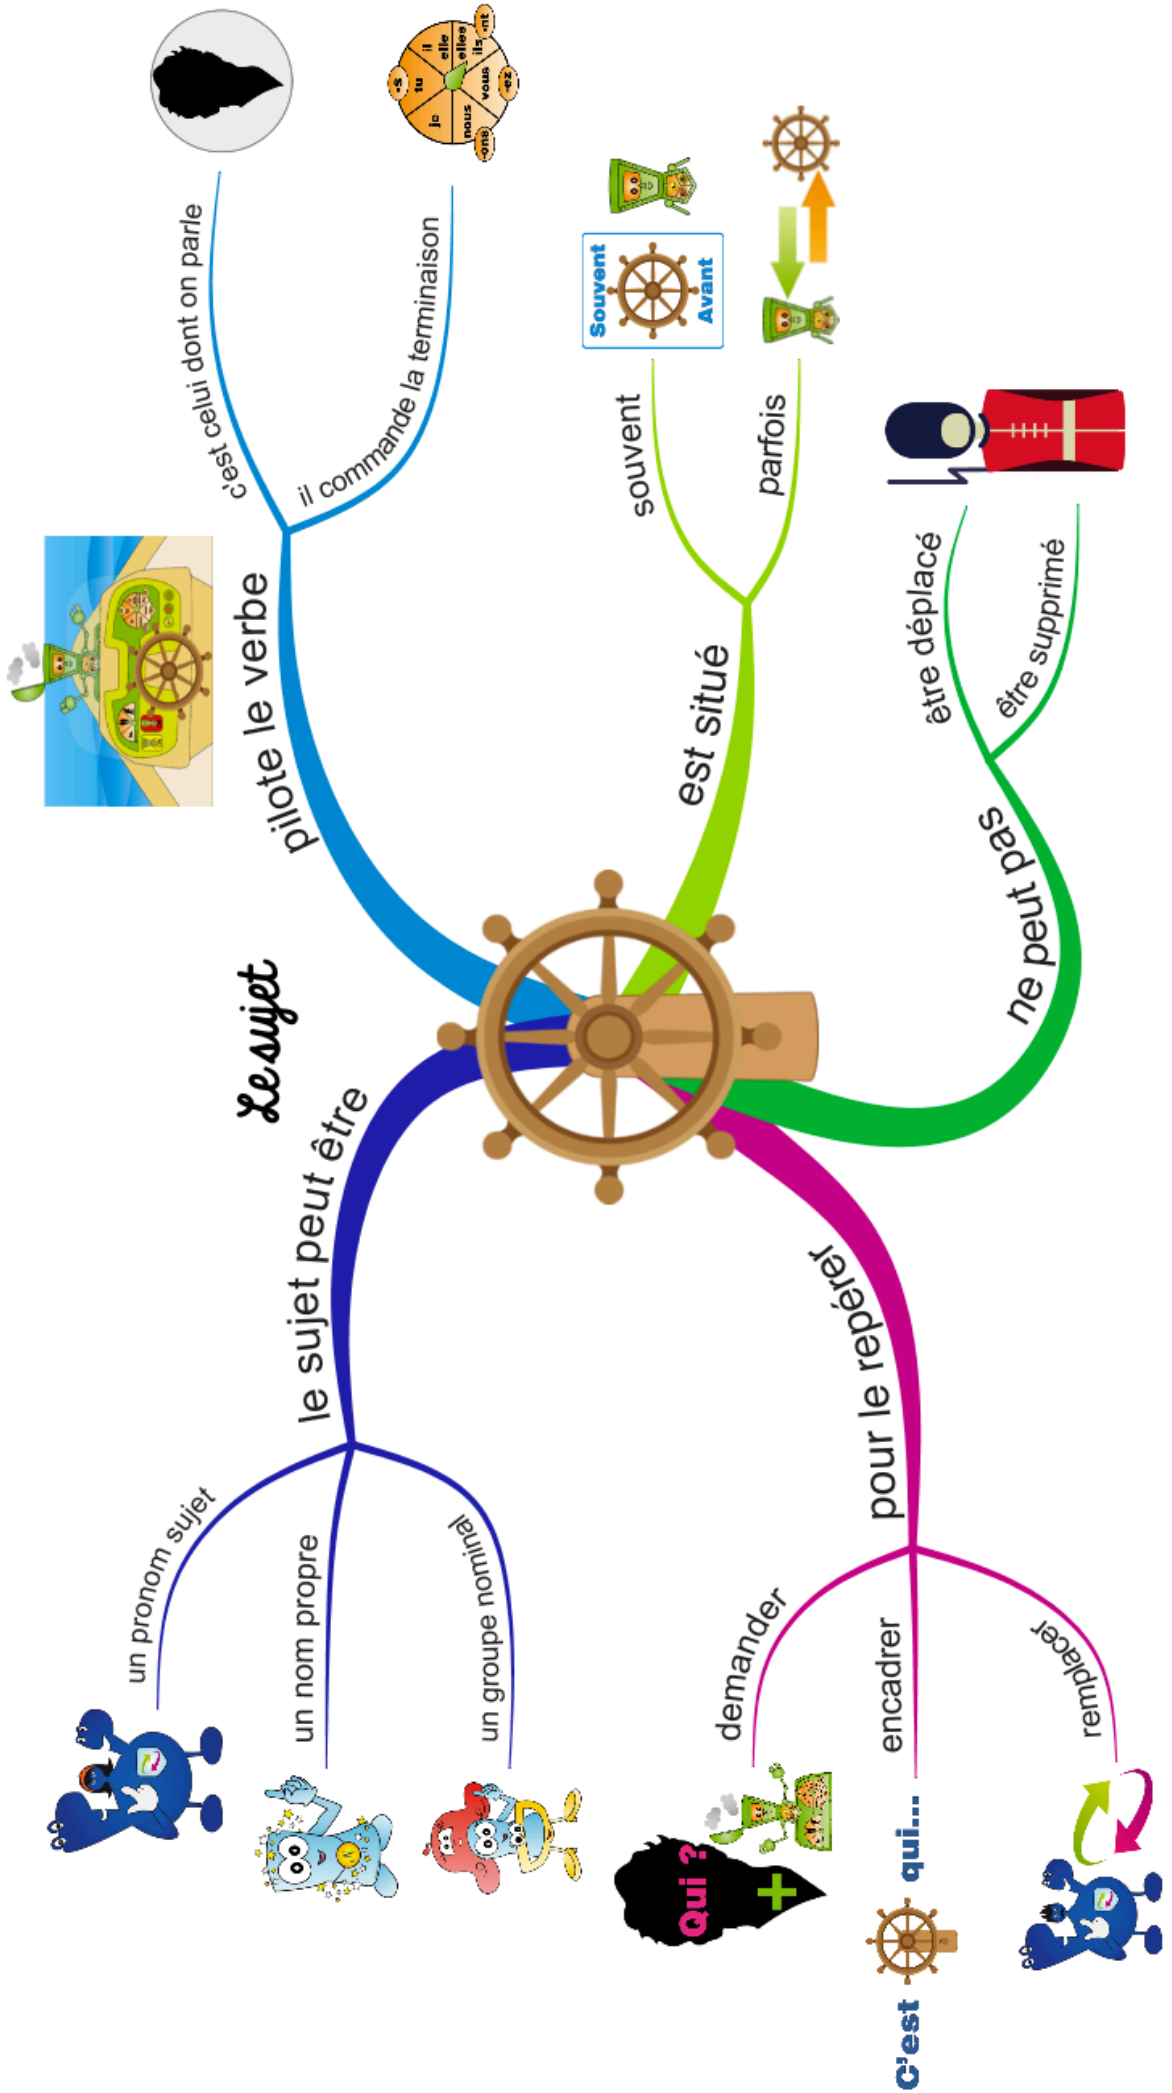 Le sujet
pilote le verbe
c'est celui dont on parle
il commande la terminaison
je
tu
il
elle
elles
ils
vous
nous
-s
-nt
-ez
-ons
est situé
souvent
Souvent
Avant
parfois
ne peut pas
être déplacé
être supprimé
pour le repérer
demander
Qui ?
+
encadrer
C'est
qui...
remplacer
le sujet peut être
un pronom sujet
un nom propre
un groupe nominal